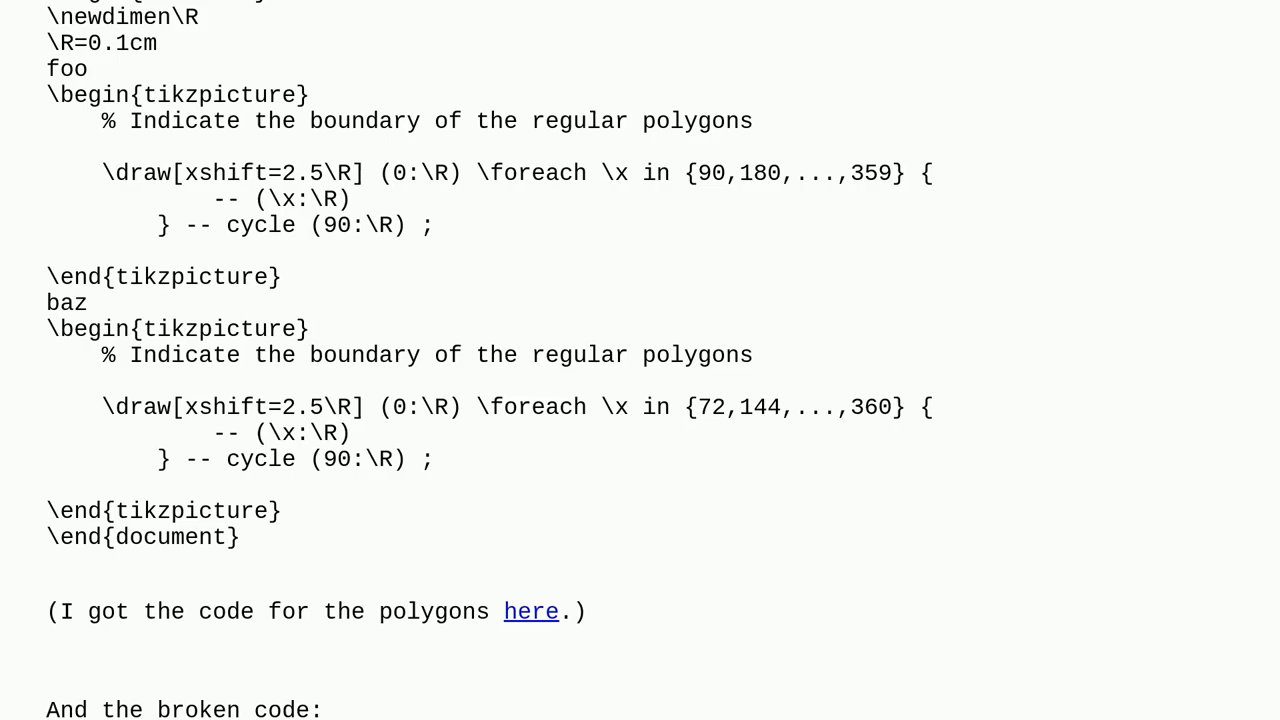 \newdimen\R
\R=0.1cm
foo
\begin{tikzpicture}
    % Indicate the boundary of the regular polygons
    \draw[xshift=2.5\R] (0:\R) \foreach \x in {90,180,...,359} {
            -- (\x:\R)
        } -- cycle (90:\R) ;
\end{tikzpicture}
baz
\begin{tikzpicture}
    % Indicate the boundary of the regular polygons
    \draw[xshift=2.5\R] (0:\R) \foreach \x in {72,144,...,360} {
            -- (\x:\R)
        } -- cycle (90:\R) ;
\end{tikzpicture}
\end{document}
(I got the code for the polygons here.)
And the broken code: